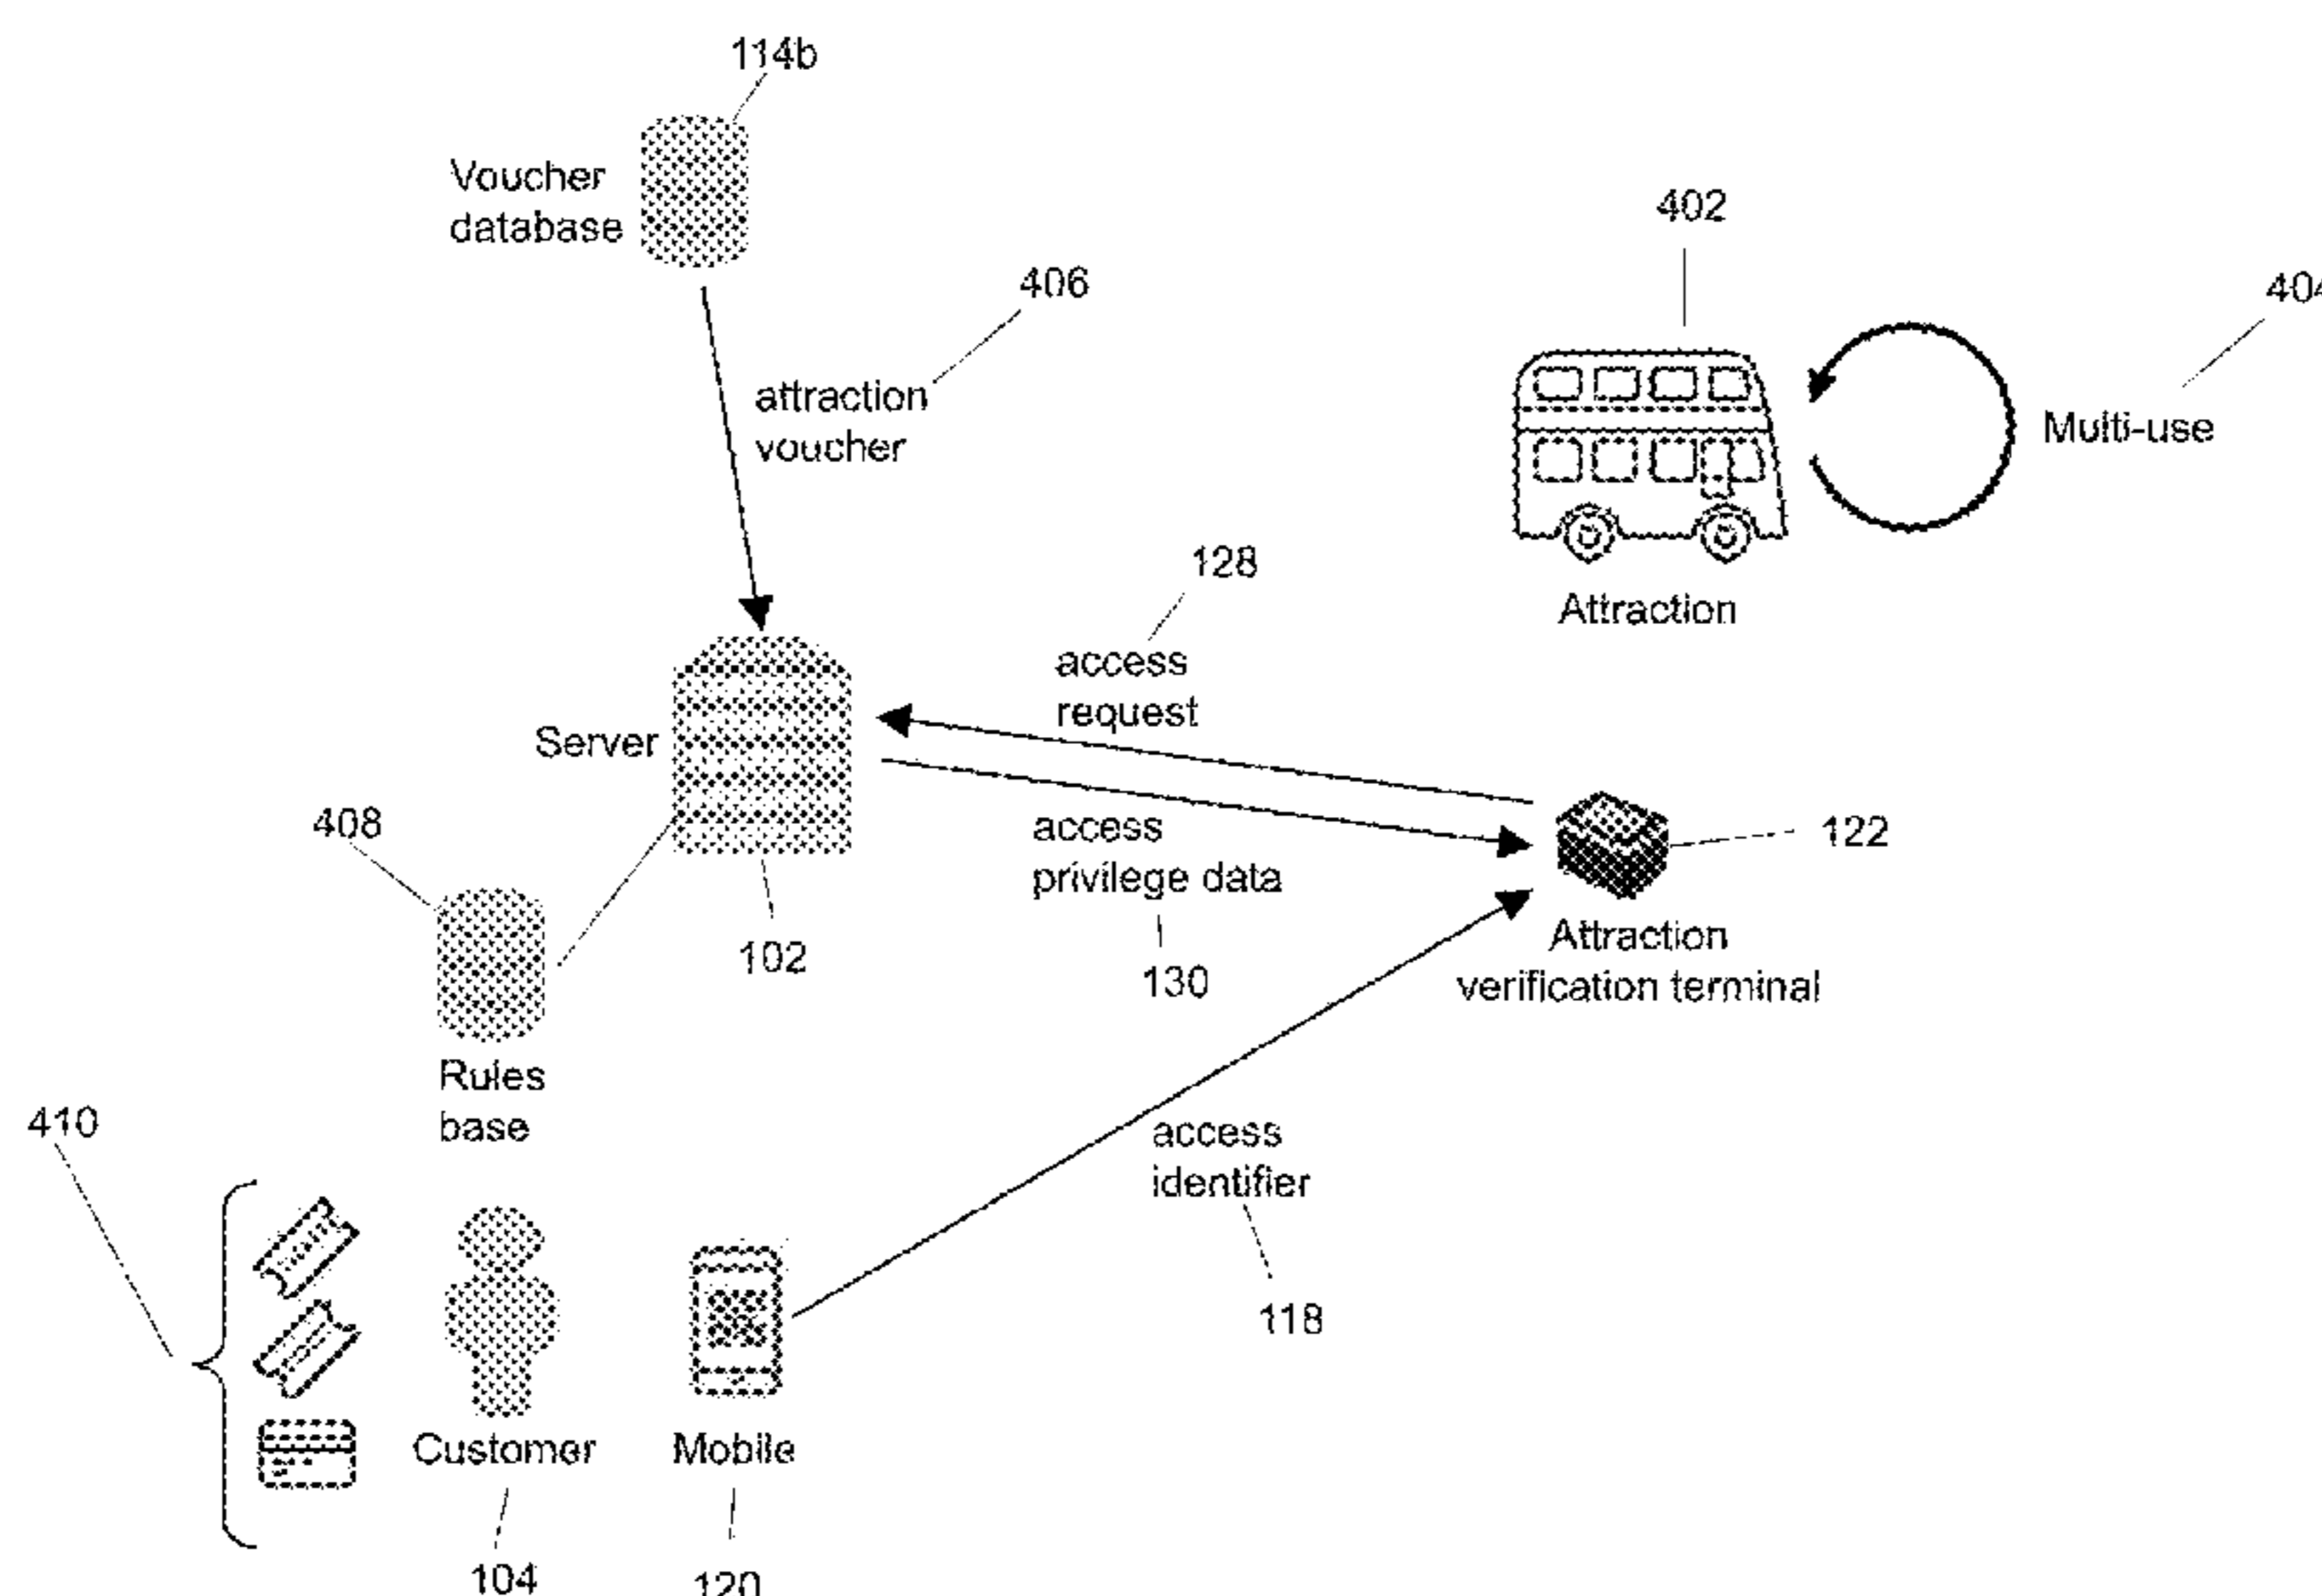 114b
Voucher
database
402
406
attraction
voucher
Multi-use
128
Attraction
access
request
Server
408
access
privilege data
122
102
130
Attraction
verification terminal
Rules
base
410
access
identifier
118
Customer
Mobile
104
120